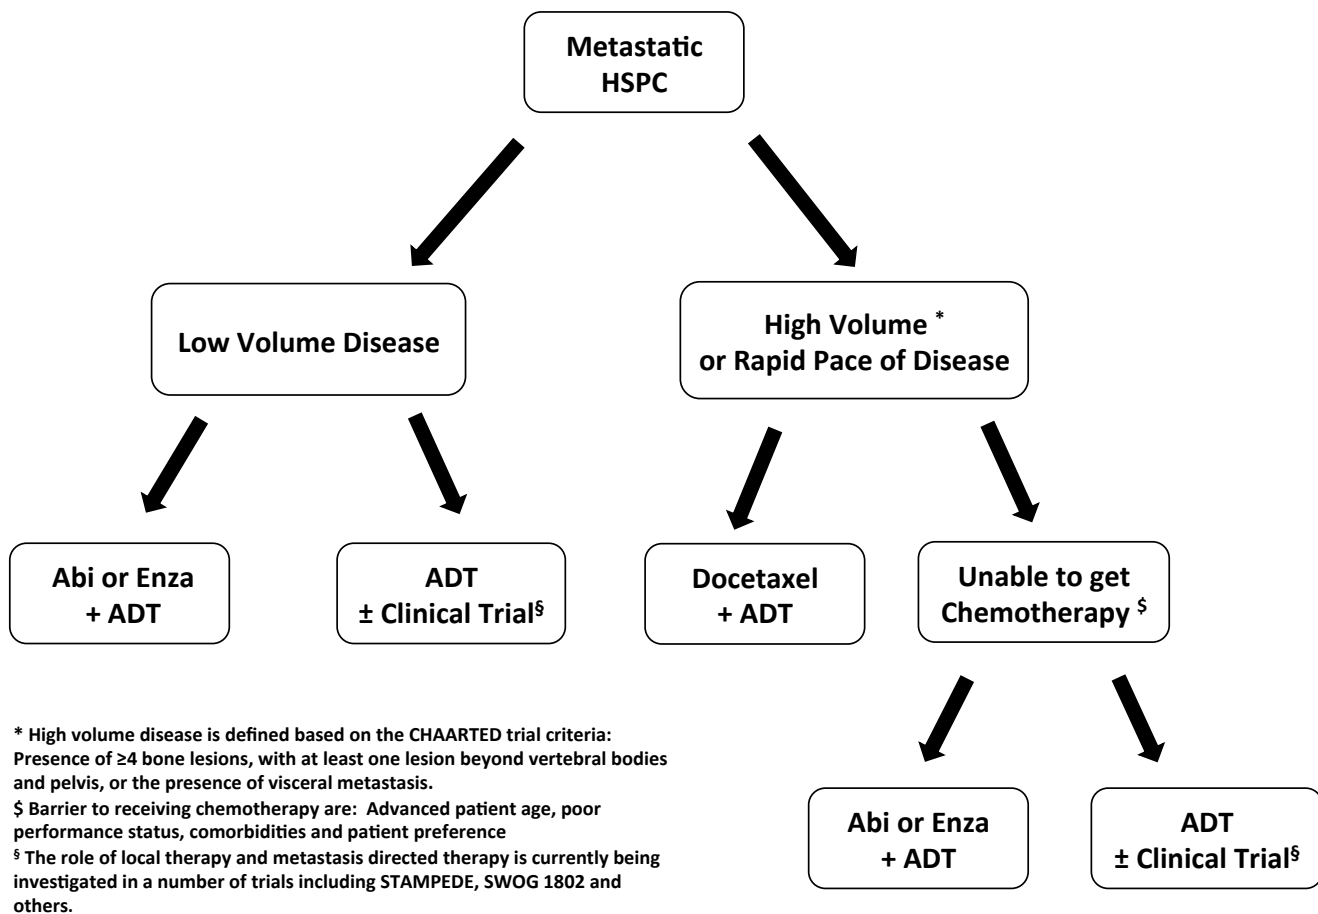 Metastatic
HSPC
Low Volume Disease
High Volume *
or Rapid Pace of Disease
Abi or Enza
+ ADT
ADT
± Clinical Trial§
Docetaxel
+ ADT
Unable to get
Chemotherapy $
Abi or Enza
+ ADT
ADT
± Clinical Trial§
* High volume disease is defined based on the CHAARTED trial criteria:
Presence of ≥4 bone lesions, with at least one lesion beyond vertebral bodies
and pelvis, or the presence of visceral metastasis.
$ Barrier to receiving chemotherapy are:  Advanced patient age, poor
performance status, comorbidities and patient preference
§ The role of local therapy and metastasis directed therapy is currently being
investigated in a number of trials including STAMPEDE, SWOG 1802 and
others.